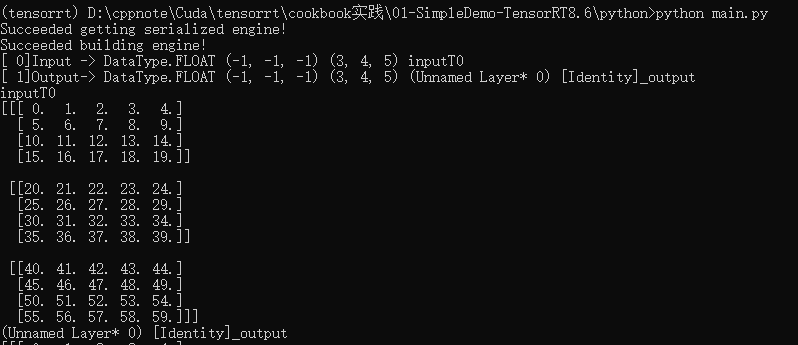 (tensorrt) D:\cppnote\Cuda\tensorrt\cookbook实践\01-SimpleDemo-TensorRT8.6\python>python main.py
Succeeded getting serialized engine!
Succeeded building engine!
[ 0]Input -> DataType.FLOAT (-1, -1, -1) (3, 4, 5) inputT0
[ 1]Output-> DataType.FLOAT (-1, -1, -1) (3, 4, 5) (Unnamed Layer* 0) [Identity]_output
inputT0
[[[ 0.  1.  2.  3.  4.]
  [ 5.  6.  7.  8.  9.]
  [10. 11. 12. 13. 14.]
  [15. 16. 17. 18. 19.]]
 [[20. 21. 22. 23. 24.]
  [25. 26. 27. 28. 29.]
  [30. 31. 32. 33. 34.]
  [35. 36. 37. 38. 39.]]
 [[40. 41. 42. 43. 44.]
  [45. 46. 47. 48. 49.]
  [50. 51. 52. 53. 54.]
  [55. 56. 57. 58. 59.]]]
(Unnamed Layer* 0) [Identity]_output